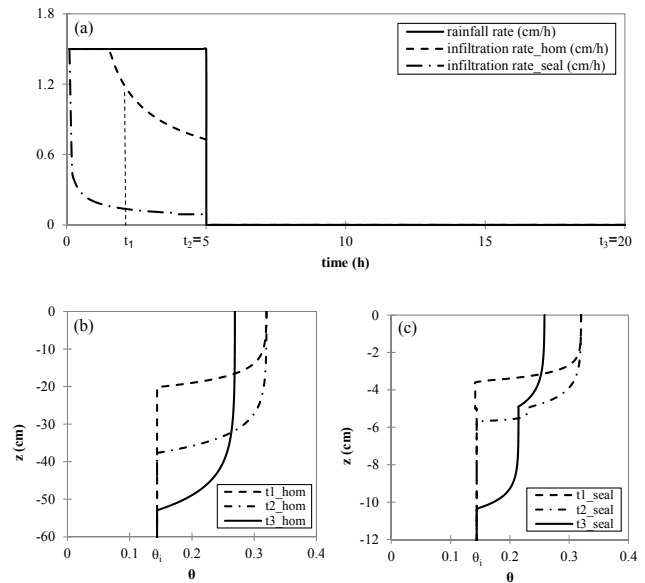 (a)
rainfall rate (cm/h)
infiltration rate_hom (cm/h)
infiltration rate_seal (cm/h)
1.8
1.2
0.6
0
0 t₁ t₂=5 10 15 t₃=20
time (h)
(b)
0
-10
-20
-30
-40
-50
-60
z (cm)
t1_hom
t2_hom
t3_hom
0 0.1 θᵢ 0.2 0.3 0.4
θ
(c)
0
-2
-4
-6
-8
-10
-12
z (cm)
t1_seal
t2_seal
t3_seal
0 0.1 θᵢ 0.2 0.3 0.4
θ